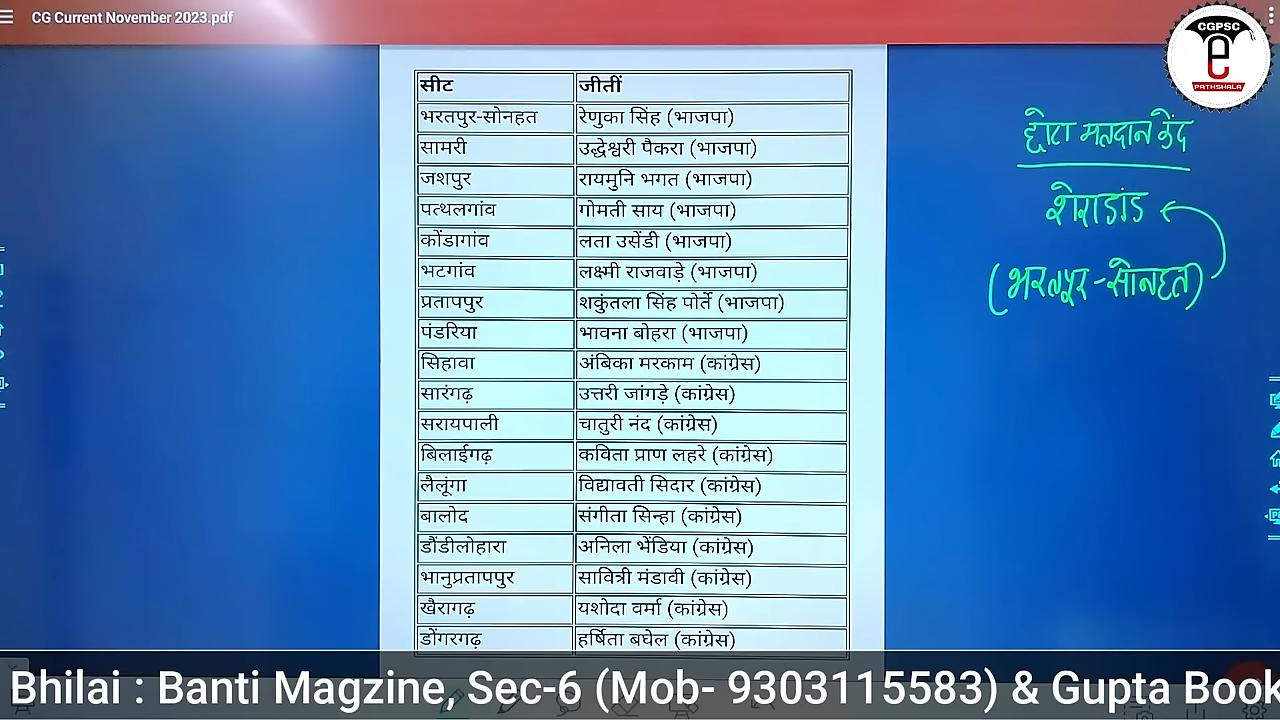 CG Current November 2023.pdf
CGPSC
e
PATHSHALA
सीट जीतीं
भरतपुर-सोनहत रेणुका सिंह (भाजपा)
सामरी उद्धेश्वरी पैकरा (भाजपा)
जशपुर रायमुनि भगत (भाजपा)
पत्थलगांव गोमती साय (भाजपा)
कोंडागांव लता उसेंडी (भाजपा)
भटगांव लक्ष्मी राजवाड़े (भाजपा)
प्रतापपुर शकुंतला सिंह पोर्ते (भाजपा)
पंडरिया भावना बोहरा (भाजपा)
सिहावा अंबिका मरकाम (कांग्रेस)
सारंगढ़ उत्तरी जांगड़े (कांग्रेस)
सरायपाली चातुरी नंद (कांग्रेस)
बिलाईगढ़ कविता प्राण लहरे (कांग्रेस)
लैलूंगा विद्यावती सिदार (कांग्रेस)
बालोद संगीता सिन्हा (कांग्रेस)
डौंडीलोहारा अनिला भेंडिया (कांग्रेस)
भानुप्रतापपुर सावित्री मंडावी (कांग्रेस)
खैरागढ़ यशोदा वर्मा (कांग्रेस)
डोंगरगढ़ हर्षिता बघेल (कांग्रेस)
छोटा मतदान केंद
शेराडांड
(भरतपुर-सोनहत)
Bhilai : Banti Magzine, Sec-6 (Mob- 9303115583) & Gupta Book